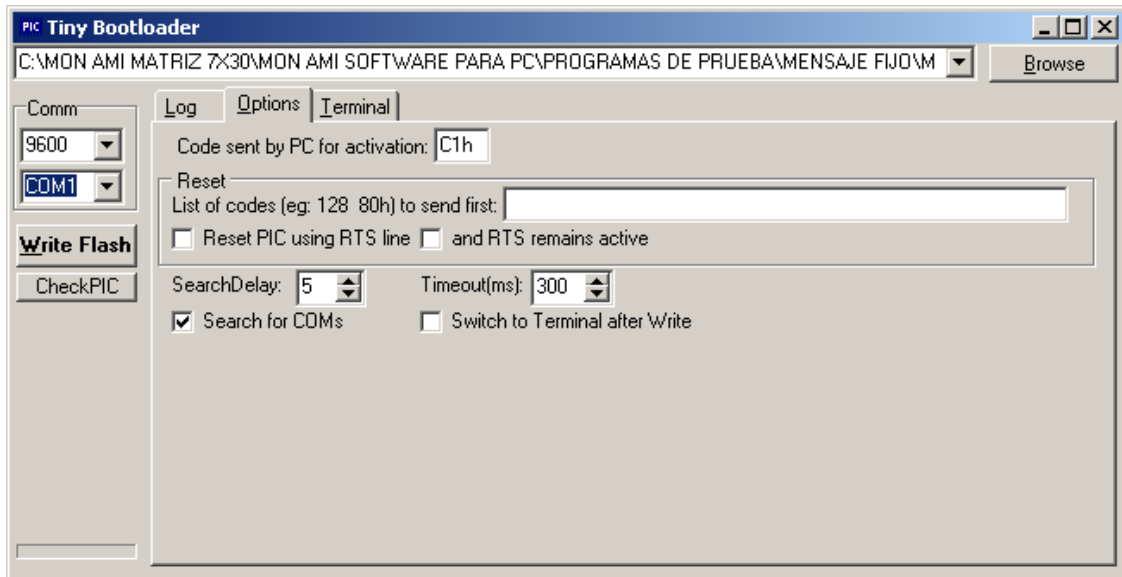 PIC Tiny Bootloader
C:\MON AMI MATRIZ 7X30\MON AMI SOFTWARE PARA PC\PROGRAMAS DE PRUEBA\MENSAJE FIJO\M Browse
Comm Log Options Terminal
9600 Code sent by PC for activation: C1h
COM1 Reset
List of codes (eg: 128 80h) to send first:
Write Flash Reset PIC using RTS line and RTS remains active
CheckPIC SearchDelay: 5 Timeout(ms): 300
Search for COMs Switch to Terminal after Write